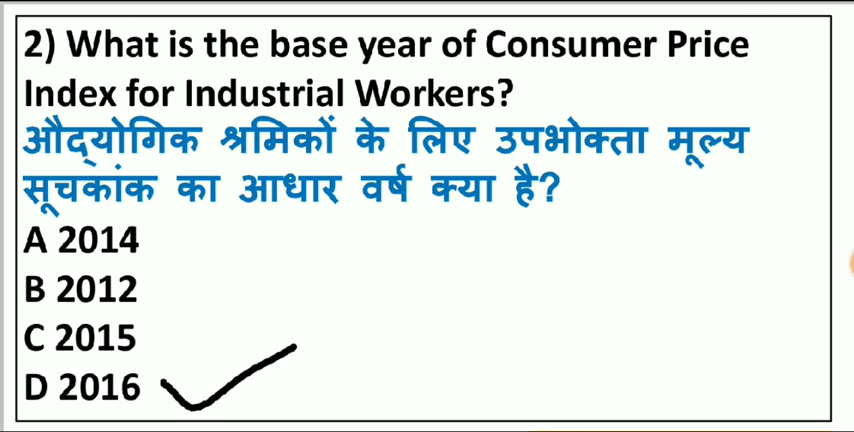 2) What is the base year of Consumer Price
Index for Industrial Workers?
औद्योगिक श्रमिकों के लिए उपभोक्ता मूल्य
सूचकांक का आधार वर्ष क्या है?
A 2014
B 2012
C 2015
D 2016